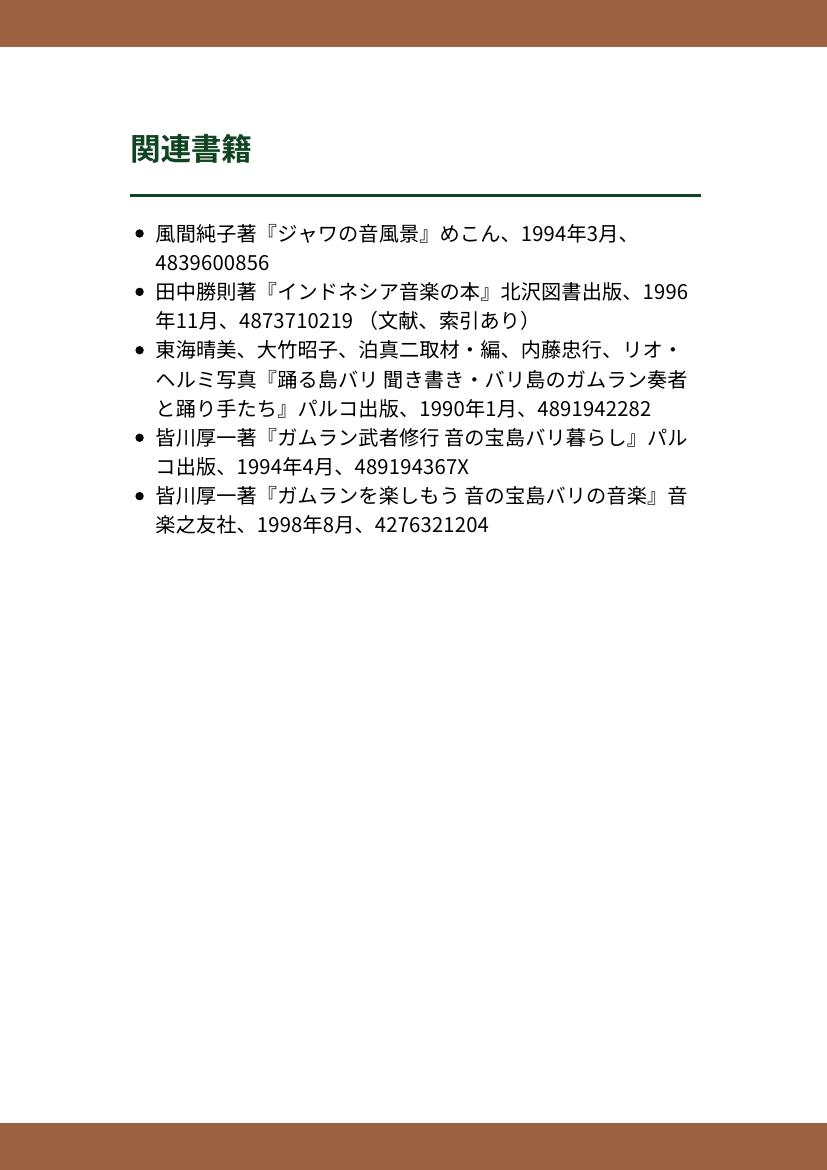 関連書籍
• 風間純子著『ジャワの音風景』めこん、1994年3月、
4839600856
• 田中勝則著『インドネシア音楽の本』北沢図書出版、1996
年11月、4873710219 （文献、索引あり）
• 東海晴美、大竹昭子、泊真二取材・編、内藤忠行、リオ・
ヘルミ写真『踊る島バリ 聞き書き・バリ島のガムラン奏者
と踊り手たち』パルコ出版、1990年1月、4891942282
• 皆川厚一著『ガムラン武者修行 音の宝島バリ暮らし』パル
コ出版、1994年4月、489194367X
• 皆川厚一著『ガムランを楽しもう 音の宝島バリの音楽』音
楽之友社、1998年8月、4276321204